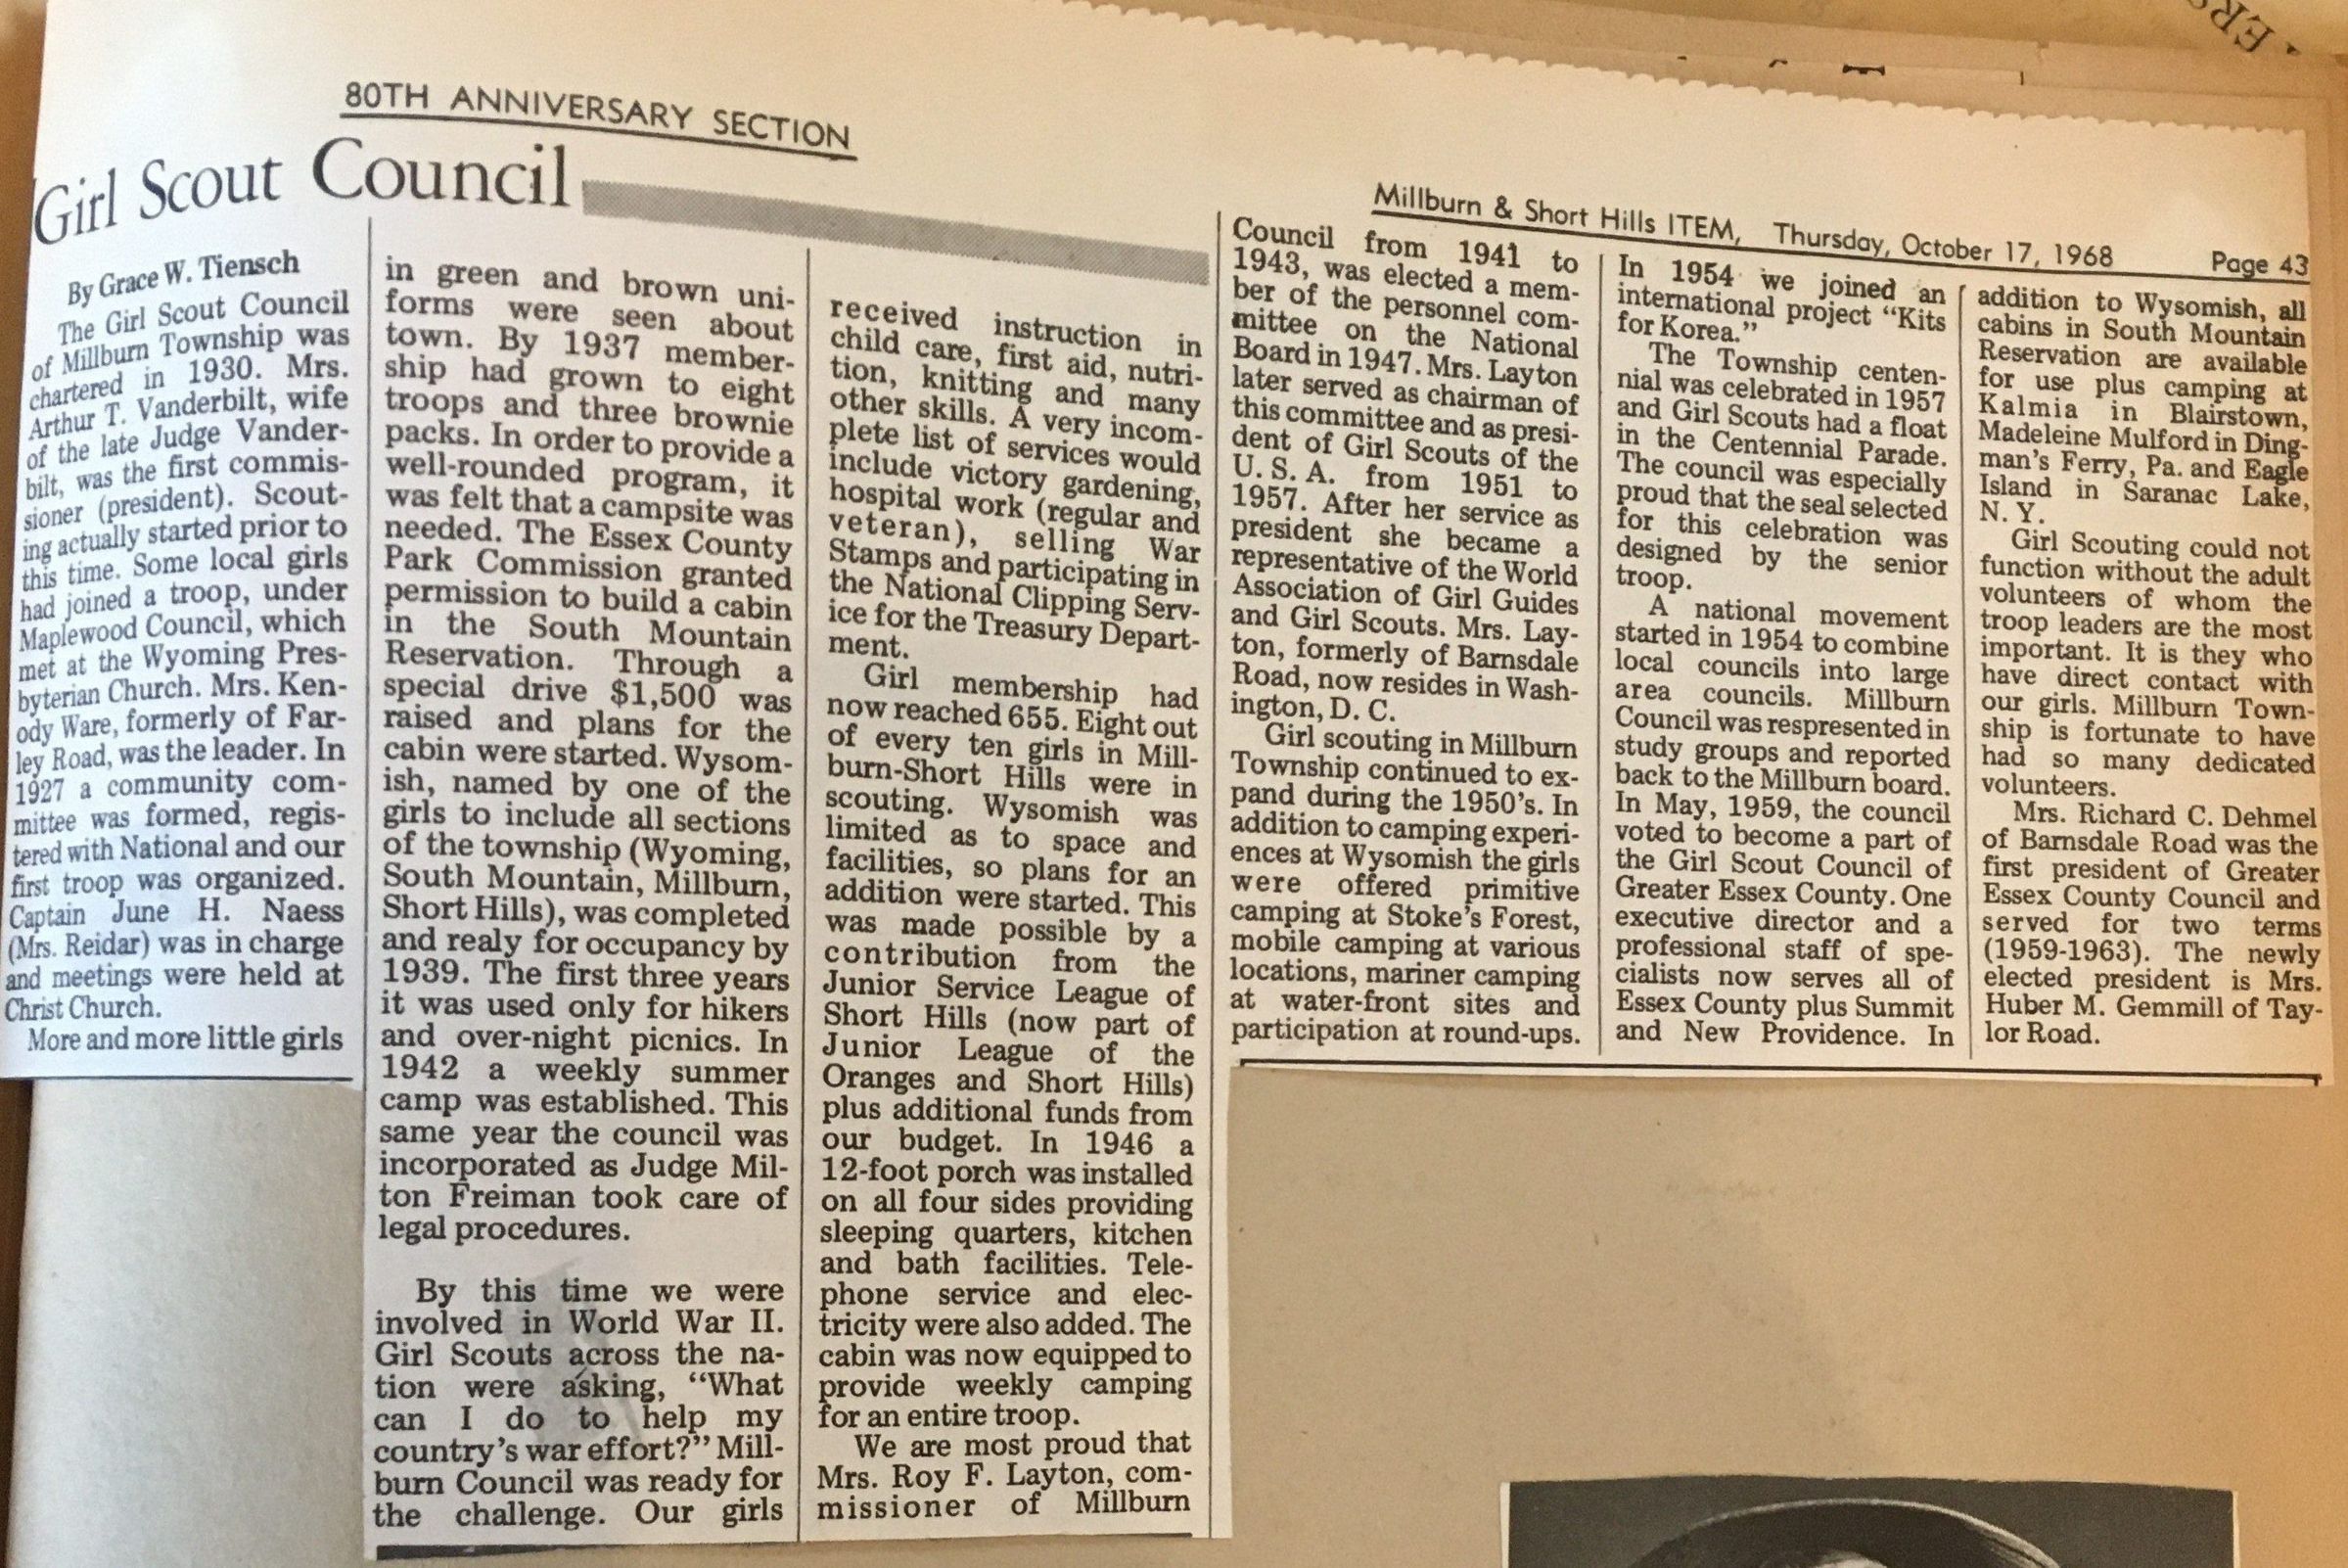 ERS
80TH ANNIVERSARY SECTION
Girl Scout Council
Millburn & Short Hills ITEM, Thursday, October 17, 1968 Page 43
By Grace W. Tiensch
The Girl Scout Council
of Millburn Township was
chartered in 1930. Mrs.
Arthur T. Vanderbilt, wife
of the late Judge Vander-
bilt, was the first commis-
sioner (president). Scout-
ing actually started prior to
this time. Some local girls
had joined a troop, under
Maplewood Council, which
met at the Wyoming Pres-
byterian Church. Mrs. Ken-
ody Ware, formerly of Far-
ley Road, was the leader. In
1927 a community com-
mittee was formed, regis-
tered with National and our
first troop was organized.
Captain June H. Naess
(Mrs. Reidar) was in charge
and meetings were held at
Christ Church.
More and more little girls
in green and brown uni-
forms were seen about
town. By 1937 member-
ship had grown to eight
troops and three brownie
packs. In order to provide a
well-rounded program, it
was felt that a campsite was
needed. The Essex County
Park Commission granted
permission to build a cabin
in the South Mountain
Reservation. Through a
special drive $1,500 was
raised and plans for the
cabin were started. Wysom-
ish, named by one of the
girls to include all sections
of the township (Wyoming,
South Mountain, Millburn,
Short Hills), was completed
and realy for occupancy by
1939. The first three years
it was used only for hikers
and over-night picnics. In
1942 a weekly summer
camp was established. This
same year the council was
incorporated as Judge Mil-
ton Freiman took care of
legal procedures.
By this time we were
involved in World War II.
Girl Scouts across the na-
tion were asking, "What
can I do to help my
country's war effort?" Mill-
burn Council was ready for
the challenge. Our girls
received instruction in
child care, first aid, nutri-
tion, knitting and many
other skills. A very incom-
plete list of services would
include victory gardening,
hospital work (regular and
veteran), selling War
Stamps and participating in
the National Clipping Serv-
ice for the Treasury Depart-
ment.
Girl membership had
now reached 655. Eight out
of every ten girls in Mill-
burn-Short Hills were in
scouting. Wysomish was
limited as to space and
facilities, so plans for an
addition were started. This
was made possible by a
contribution from the
Junior Service League of
Short Hills (now part of
Junior League of the
Oranges and Short Hills)
plus additional funds from
our budget. In 1946 a
12-foot porch was installed
on all four sides providing
sleeping quarters, kitchen
and bath facilities. Tele-
phone service and elec-
tricity were also added. The
cabin was now equipped to
provide weekly camping
for an entire troop.
We are most proud that
Mrs. Roy F. Layton, com-
missioner of Millburn
Council from 1941 to
1943, was elected a mem-
ber of the personnel com-
mittee on the National
Board in 1947. Mrs. Layton
later served as chairman of
this committee and as presi-
dent of Girl Scouts of the
U. S. A. from 1951 to
1957. After her service as
president she became a
representative of the World
Association of Girl Guides
and Girl Scouts. Mrs. Lay-
ton, formerly of Barnsdale
Road, now resides in Wash-
ington, D. C.
Girl scouting in Millburn
Township continued to ex-
pand during the 1950's. In
addition to camping experi-
ences at Wysomish the girls
were offered primitive
camping at Stoke's Forest,
mobile camping at various
locations, mariner camping
at water-front sites and
participation at round-ups.
In 1954 we joined an
international project "Kits
for Korea."
The Township centen-
nial was celebrated in 1957
and Girl Scouts had a float
in the Centennial Parade.
The council was especially
proud that the seal selected
for this celebration was
designed by the senior
troop.
A national movement
started in 1954 to combine
local councils into large
area councils. Millburn
Council was respresented in
study groups and reported
back to the Millburn board.
In May, 1959, the council
voted to become a part of
the Girl Scout Council of
Greater Essex County. One
executive director and a
professional staff of spe-
cialists now serves all of
Essex County plus Summit
and New Providence. In
addition to Wysomish, all
cabins in South Mountain
Reservation are available
for use plus camping at
Kalmia in Blairstown,
Madeleine Mulford in Ding-
man's Ferry, Pa. and Eagle
Island in Saranac Lake,
N. Y.
Girl Scouting could not
function without the adult
volunteers of whom the
troop leaders are the most
important. It is they who
have direct contact with
our girls. Millburn Town-
ship is fortunate to have
had so many dedicated
volunteers.
Mrs. Richard C. Dehmel
of Barnsdale Road was the
first president of Greater
Essex County Council and
served for two terms
(1959-1963). The newly
elected president is Mrs.
Huber M. Gemmill of Tay-
lor Road.